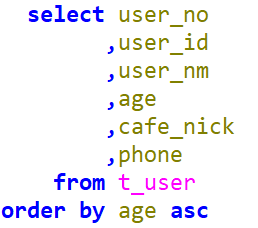 select user_no
,user_id
,user_nm
,age
,cafe_nick
,phone
from t_user
order by age asc